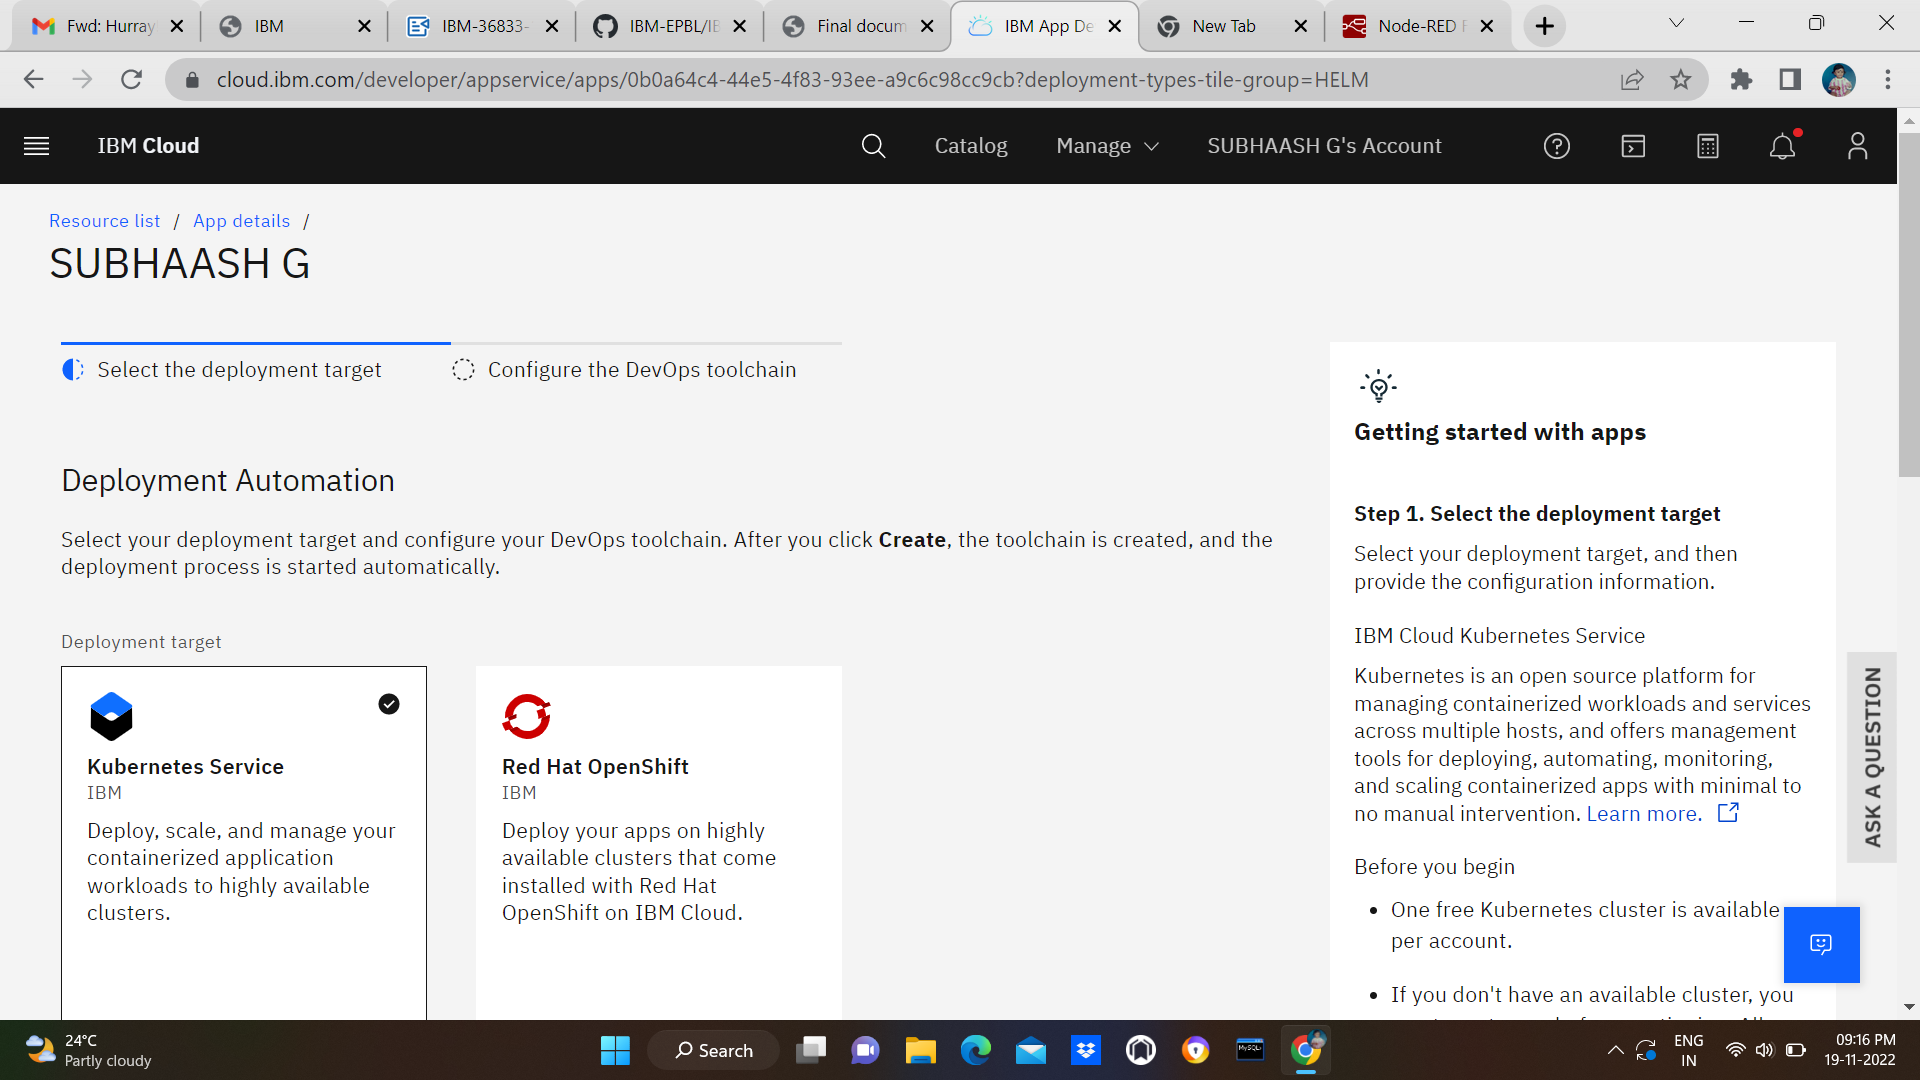 Fwd: Hurray
IBM
IBM-36833-
IBM-EPBL/IB
Final docum
IBM App De
New Tab
Node-RED F
cloud.ibm.com/developer/appservice/apps/0b0a64c4-44e5-4f83-93ee-a9c6c98cc9cb?deployment-types-tile-group=HELM
IBM Cloud
Catalog
Manage
SUBHAASH G's Account
Resource list / App details /
SUBHAASH G
Select the deployment target
Configure the DevOps toolchain
Deployment Automation
Select your deployment target and configure your DevOps toolchain. After you click Create, the toolchain is created, and the
deployment process is started automatically.
Deployment target
Kubernetes Service
IBM
Deploy, scale, and manage your
containerized application
workloads to highly available
clusters.
Red Hat OpenShift
IBM
Deploy your apps on highly
available clusters that come
installed with Red Hat
OpenShift on IBM Cloud.
Getting started with apps
Step 1. Select the deployment target
Select your deployment target, and then
provide the configuration information.
IBM Cloud Kubernetes Service
Kubernetes is an open source platform for
managing containerized workloads and services
across multiple hosts, and offers management
tools for deploying, automating, monitoring,
and scaling containerized apps with minimal to
no manual intervention. Learn more.
Before you begin
• One free Kubernetes cluster is available
per account.
• If you don't have an available cluster, you
ASK A QUESTION
24°C
Partly cloudy
Search
MySQL
ENG
IN
09:16 PM
19-11-2022